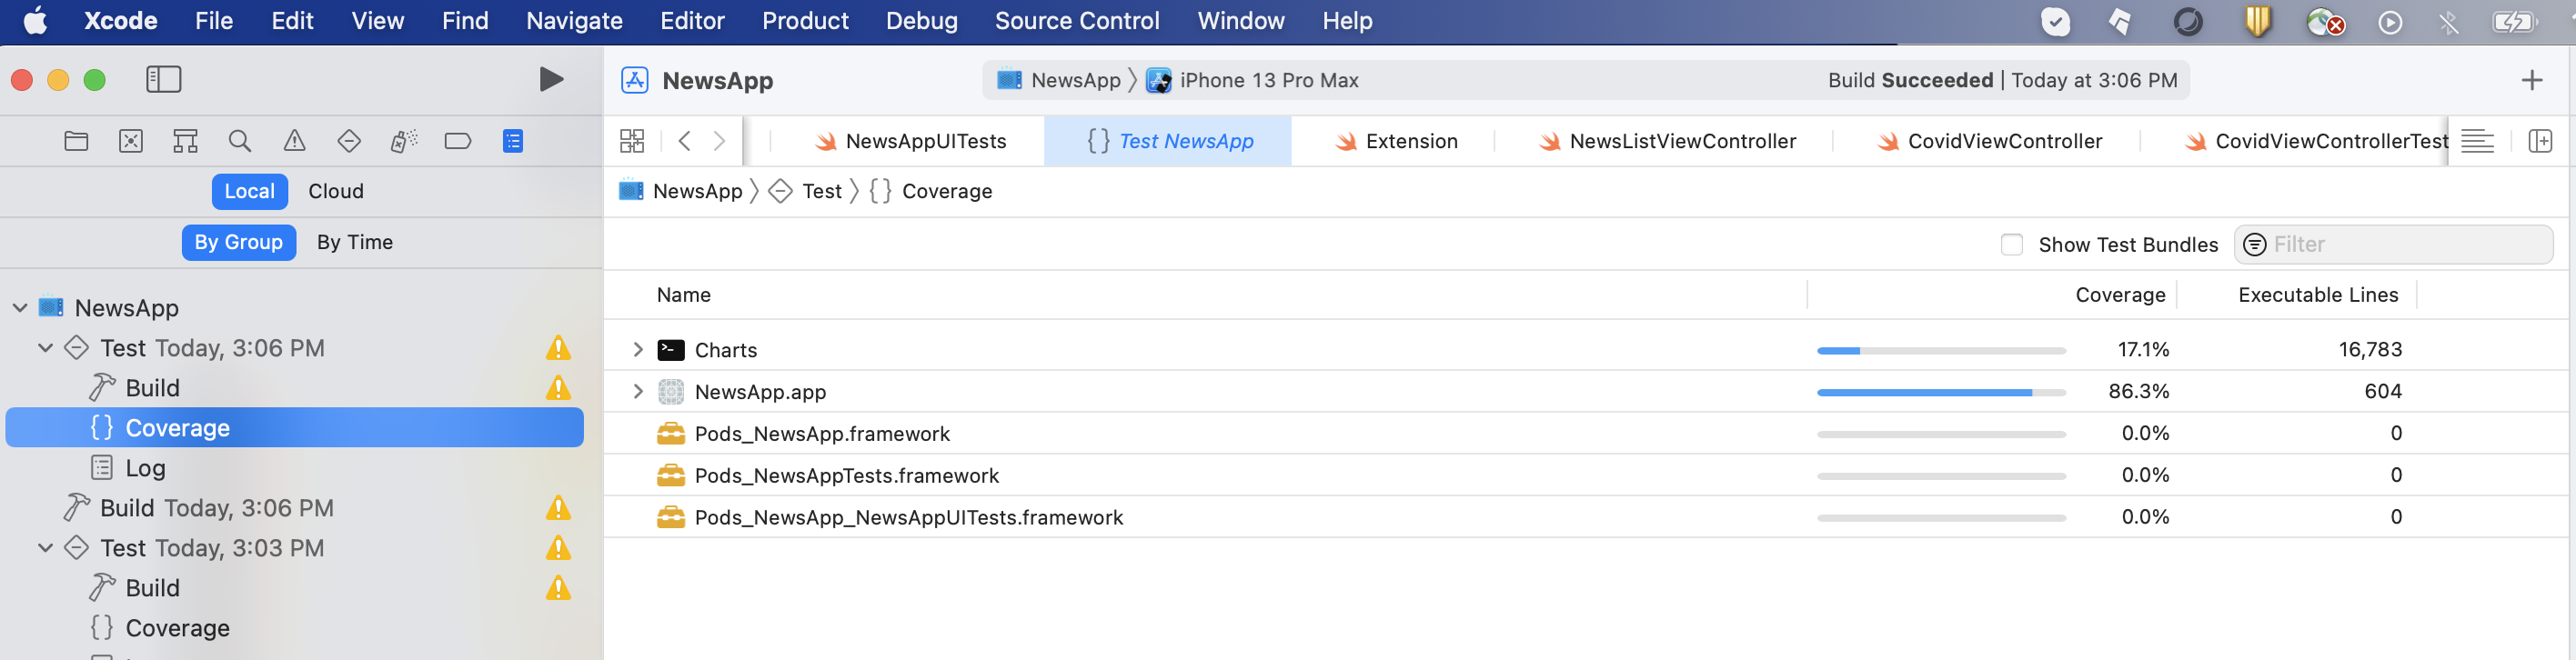 Xcode File Edit View Find Navigate Editor Product Debug Source Control Window Help
NewsApp NewsApp iPhone 13 Pro Max Build Succeeded | Today at 3:06 PM
NewsAppUITests {} Test NewsApp Extension NewsListViewController CovidViewController CovidViewControllerTest
Local Cloud
NewsApp Test {} Coverage
By Group By Time
Show Test Bundles Filter
Name Coverage Executable Lines
NewsApp
Test Today, 3:06 PM
Build
{} Coverage
Log
Build Today, 3:06 PM
Test Today, 3:03 PM
Build
{} Coverage
Charts 17.1% 16,783
NewsApp.app 86.3% 604
Pods_NewsApp.framework 0.0% 0
Pods_NewsAppTests.framework 0.0% 0
Pods_NewsApp_NewsAppUITests.framework 0.0% 0